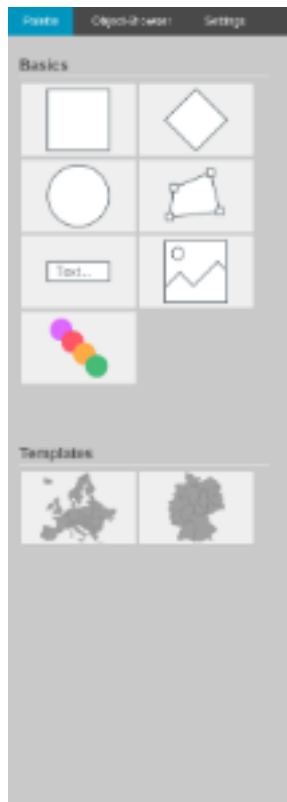 Palette
Object-Browser
Settings
Basics
Text...
Templates